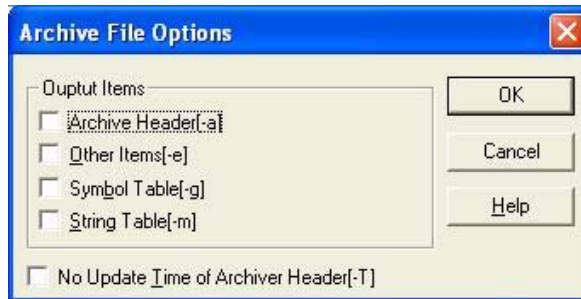 Archive File Options
Ouptut Items
Archive Header[-a]
Other Items[-e]
Symbol Table[-g]
String Table[-m]
No Update Time of Archiver Header[-T]
OK
Cancel
Help